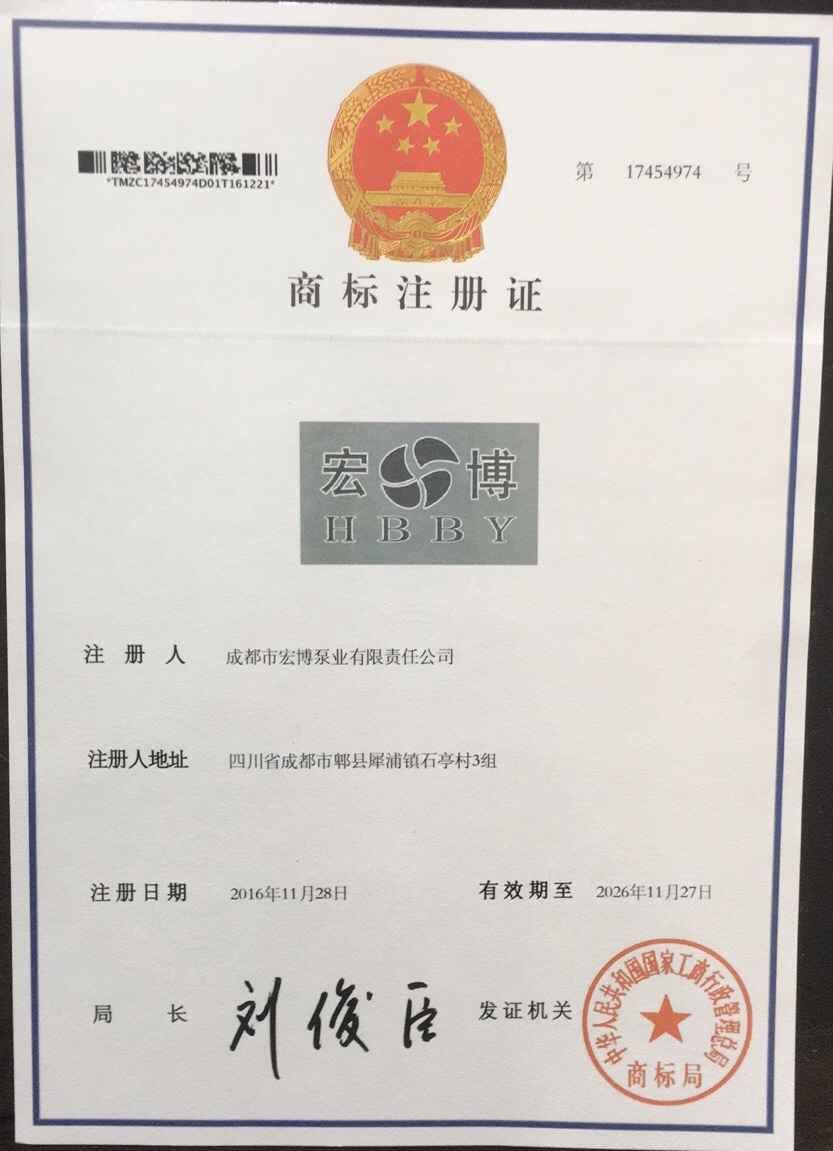 *TMZC17454974D01T161221*
第 17454974 号
商标注册证
宏 博
HBBY
注册人 成都市宏博泵业有限责任公司
注册人地址 四川省成都市郫县犀浦镇石亭村3组
注册日期 2016年11月28日 有效期至 2026年11月27日
局长 刘俊臣 发证机关
中华人民共和国国家工商行政管理总局
商标局